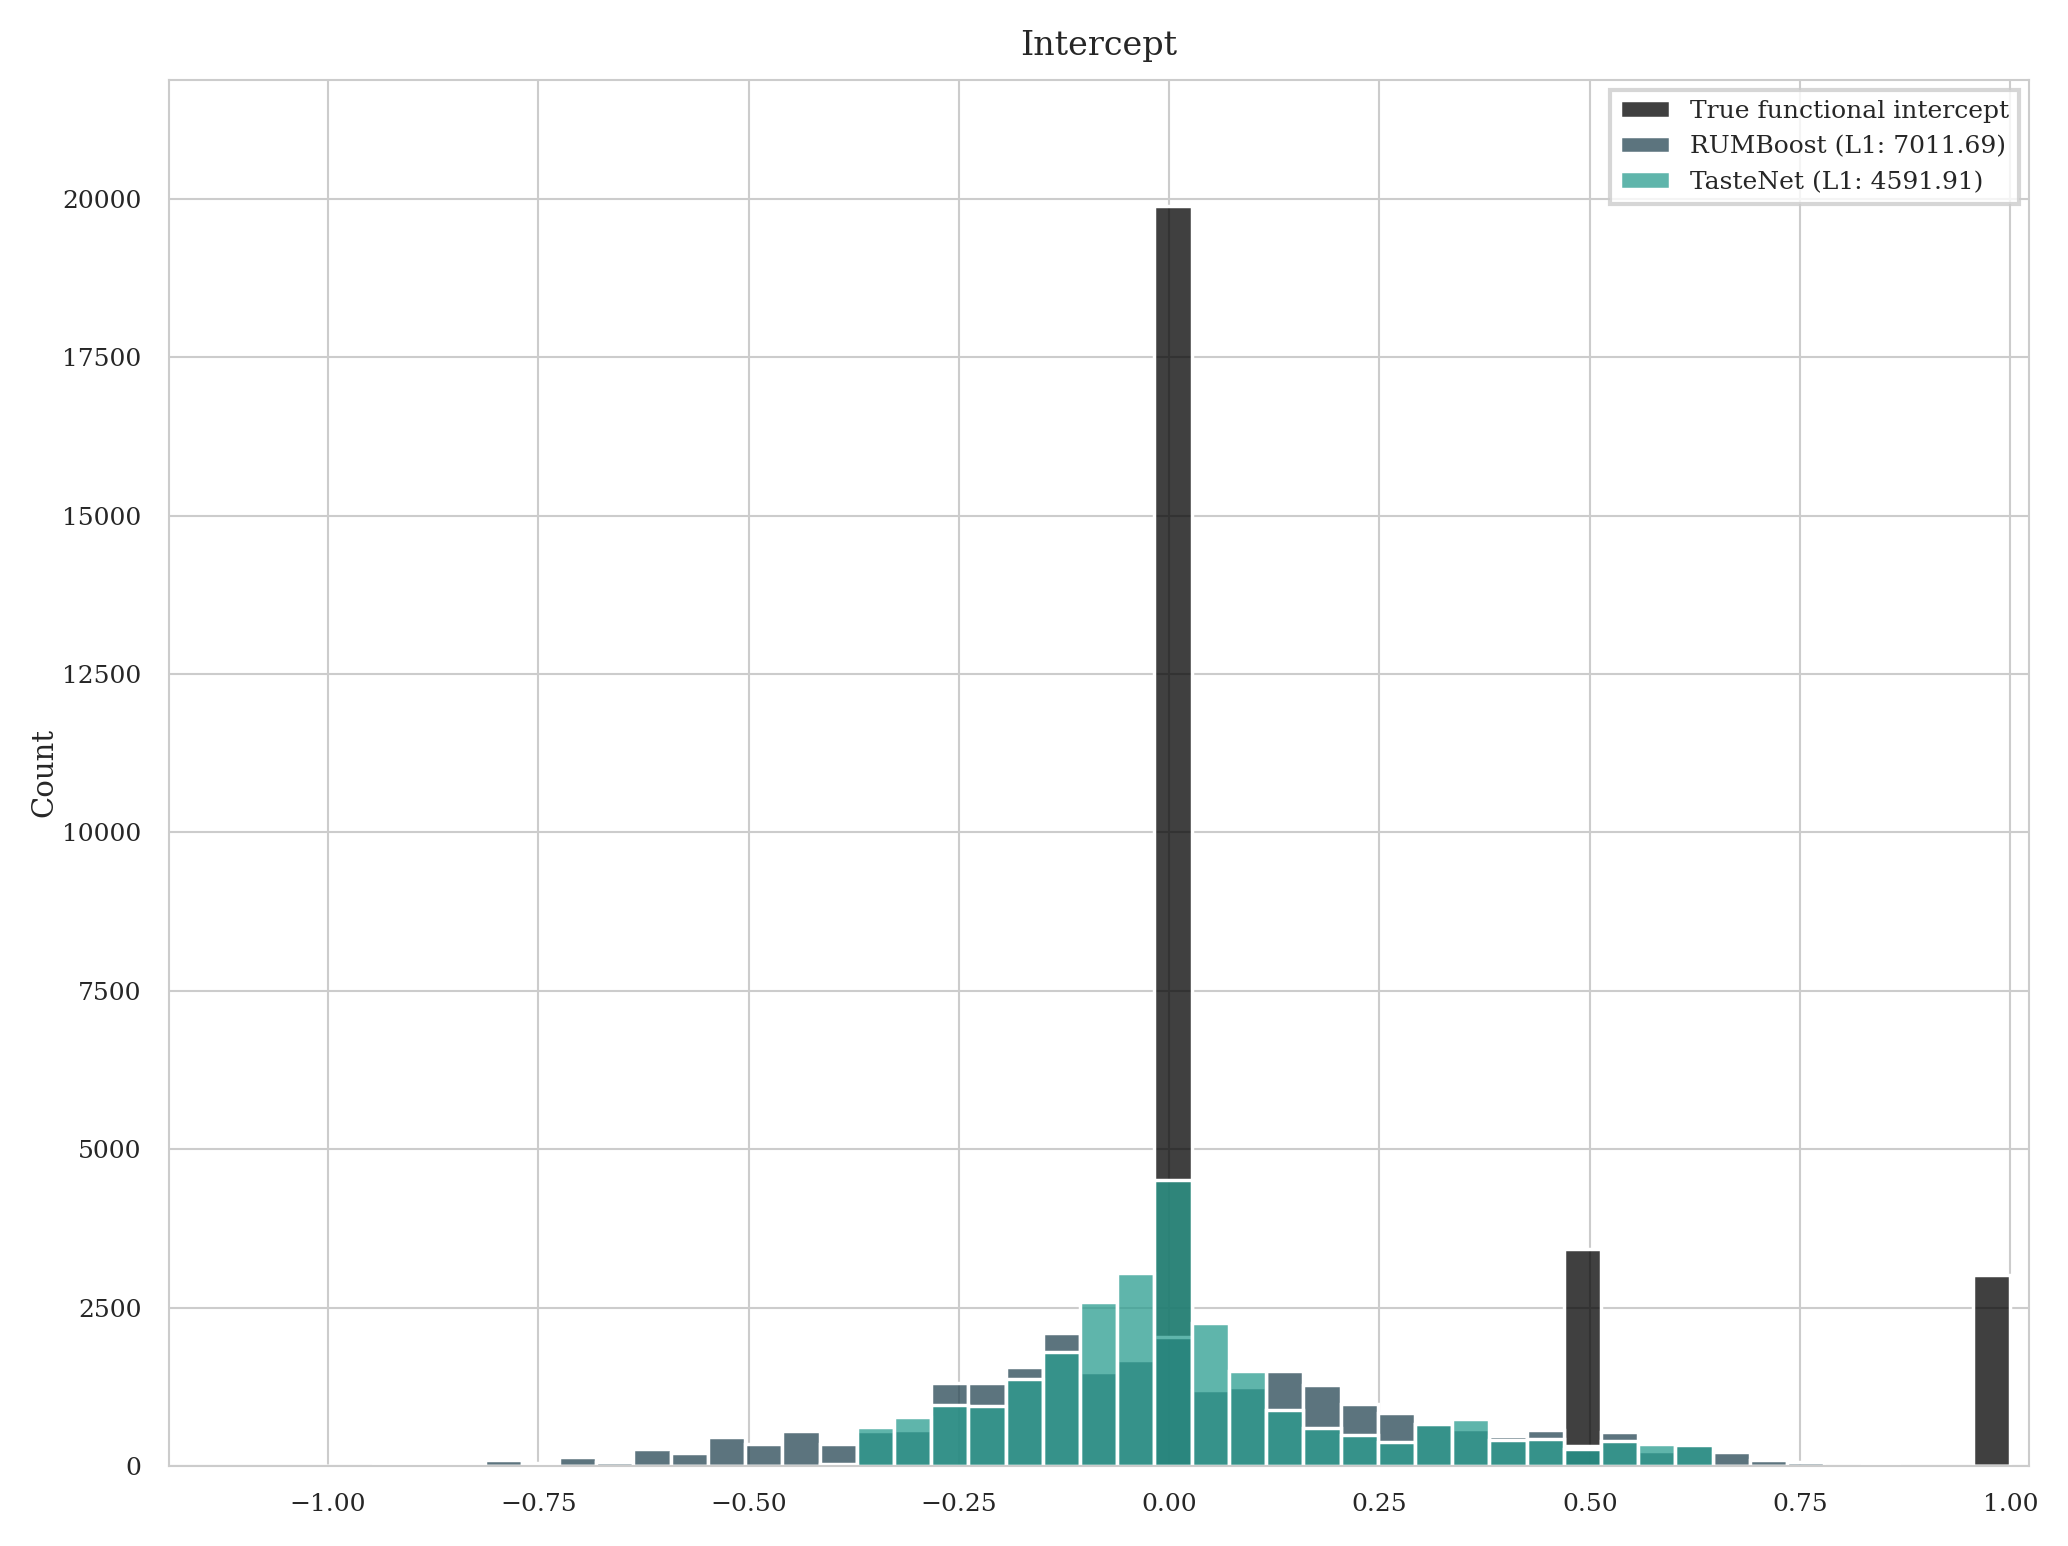 Intercept
True functional intercept
RUMBoost (L1: 7011.69)
TasteNet (L1: 4591.91)
20000
17500
15000
12500
10000
7500
5000
2500
0
Count
−1.00 −0.75 −0.50 −0.25 0.00 0.25 0.50 0.75 1.00